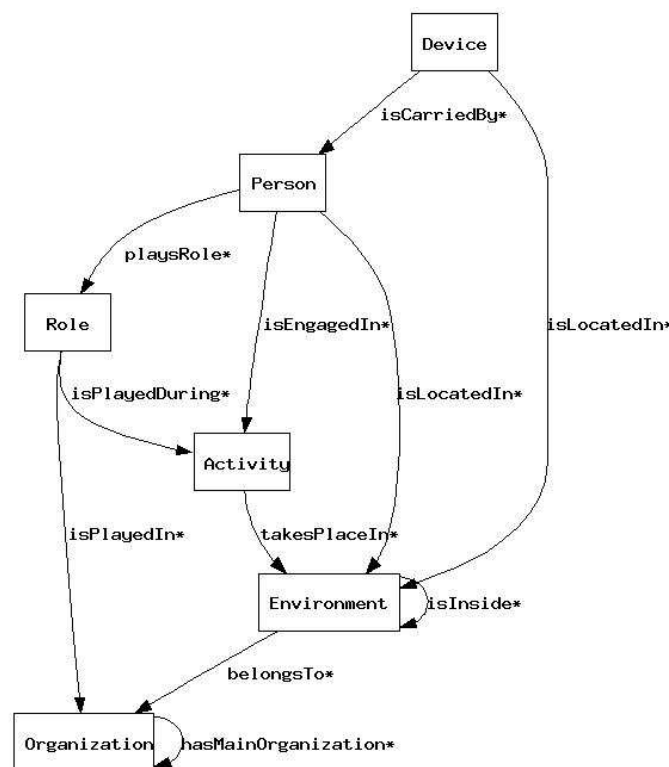 Device
isCarriedBy*
Person
playsRole*
Role
isEngagedIn*
isLocatedIn*
isPlayedDuring*
isLocatedIn*
Activity
isPlayedIn*
takesPlaceIn*
Environment
isInside*
belongsTo*
Organization
hasMainOrganization*